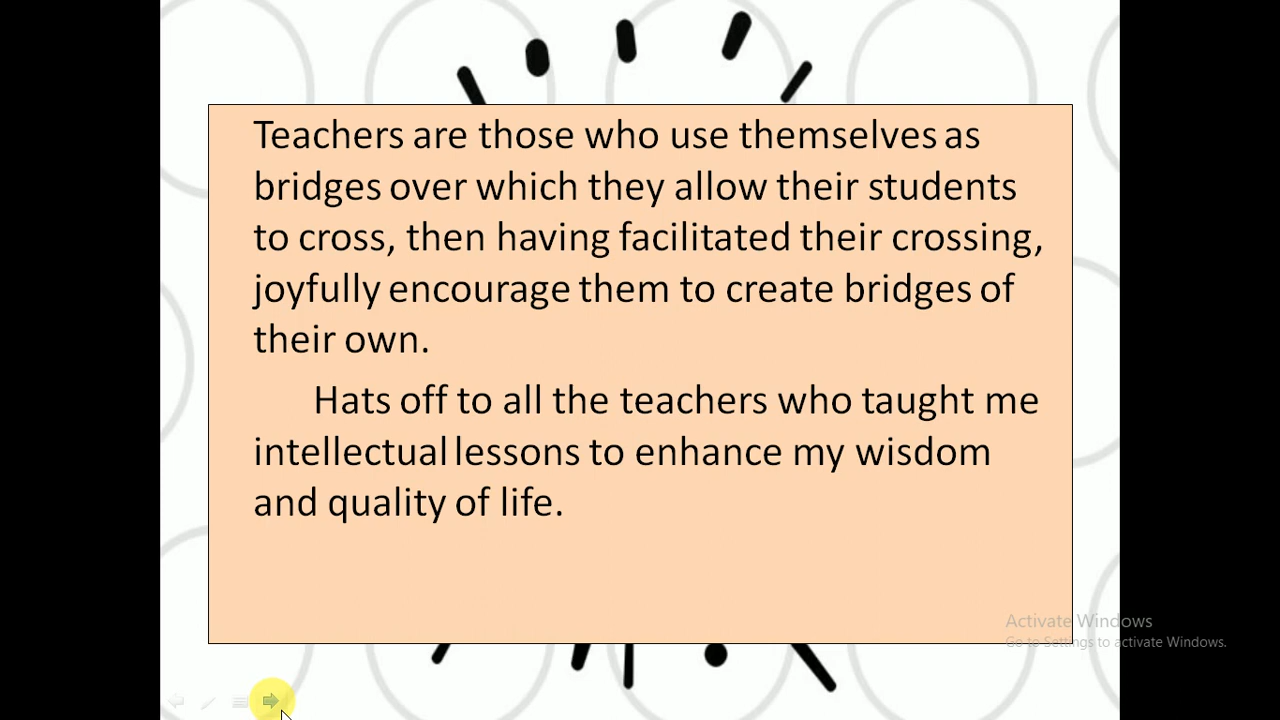 Teachers are those who use themselves as
bridges over which they allow their students
to cross, then having facilitated their crossing,
joyfully encourage them to create bridges of
their own.
Hats off to all the teachers who taught me
intellectual lessons to enhance my wisdom
and quality of life.
Activate Windows
Go to Settings to activate Windows.